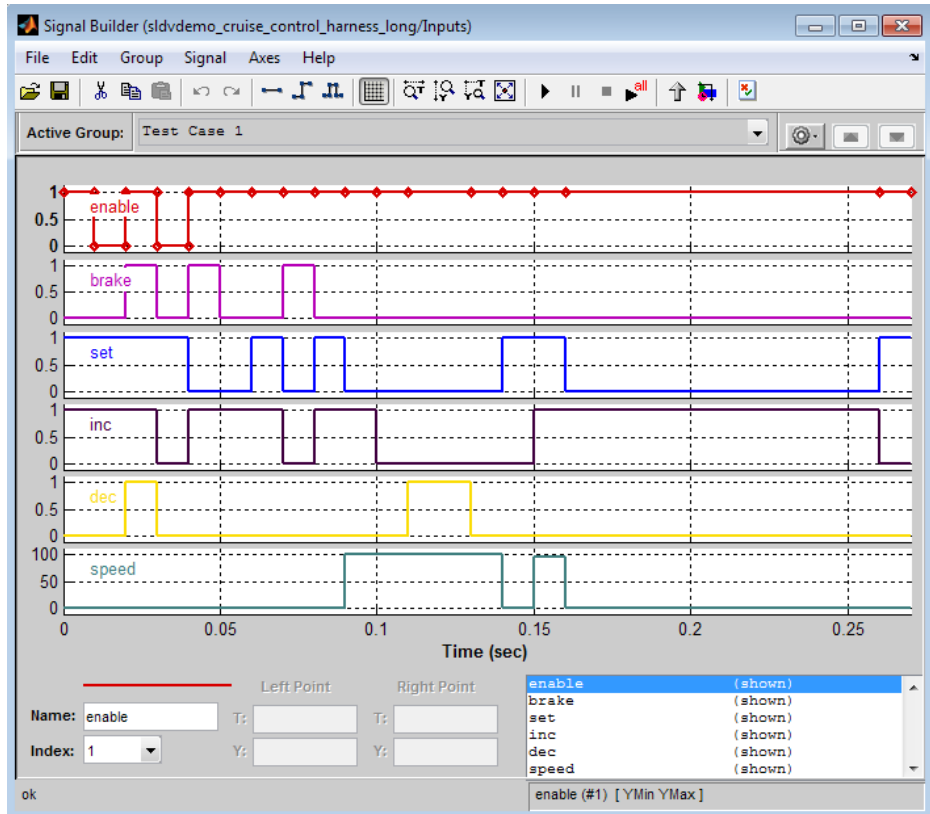 Signal Builder (sldvdemo_cruise_control_harness_long/Inputs)
File Edit Group Signal Axes Help
all
Active Group: Test Case 1
1
0.5
0
enable
1
0.5
0
brake
1
0.5
0
set
1
0.5
0
inc
1
0.5
0
dec
100
50
0
speed
0 0.05 0.1 0.15 0.2 0.25
Time (sec)
Left Point Right Point
Name: enable T: T:
Index: 1 Y: Y:
enable (shown)
brake (shown)
set (shown)
inc (shown)
dec (shown)
speed (shown)
ok
enable (#1) [ YMin YMax ]